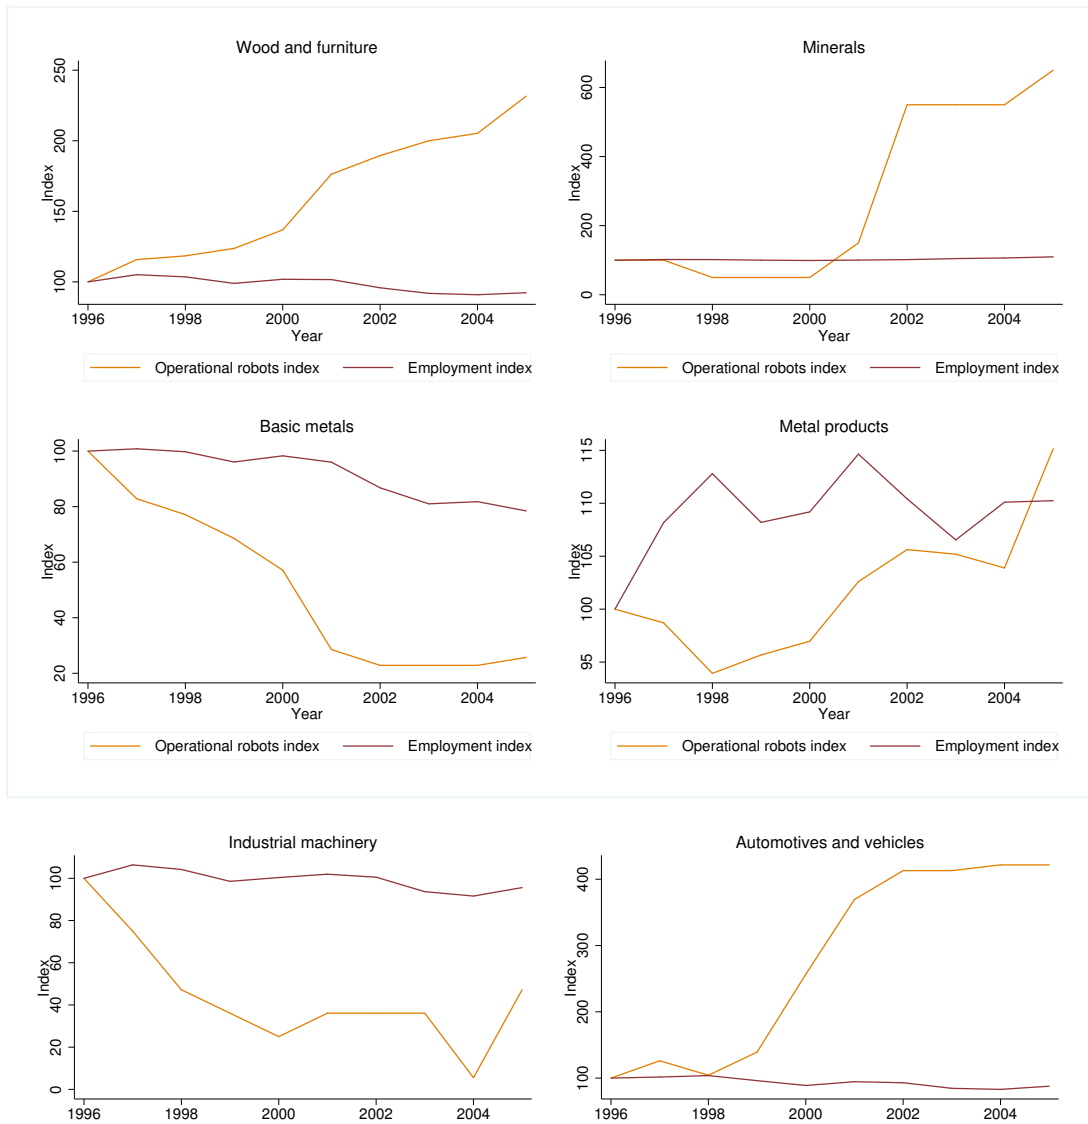 Wood and furniture
Index
250
200
150
100
1996 1998 2000 2002 2004
Year
Operational robots index Employment index
Minerals
Index
600
400
200
0
1996 1998 2000 2002 2004
Year
Operational robots index Employment index
Basic metals
Index
100
80
60
40
20
1996 1998 2000 2002 2004
Year
Operational robots index Employment index
Metal products
Index
115
110
105
100
95
1996 1998 2000 2002 2004
Year
Operational robots index Employment index
Industrial machinery
Index
100
80
60
40
20
0
1996 1998 2000 2002 2004
Automotives and vehicles
Index
400
300
200
100
1996 1998 2000 2002 2004